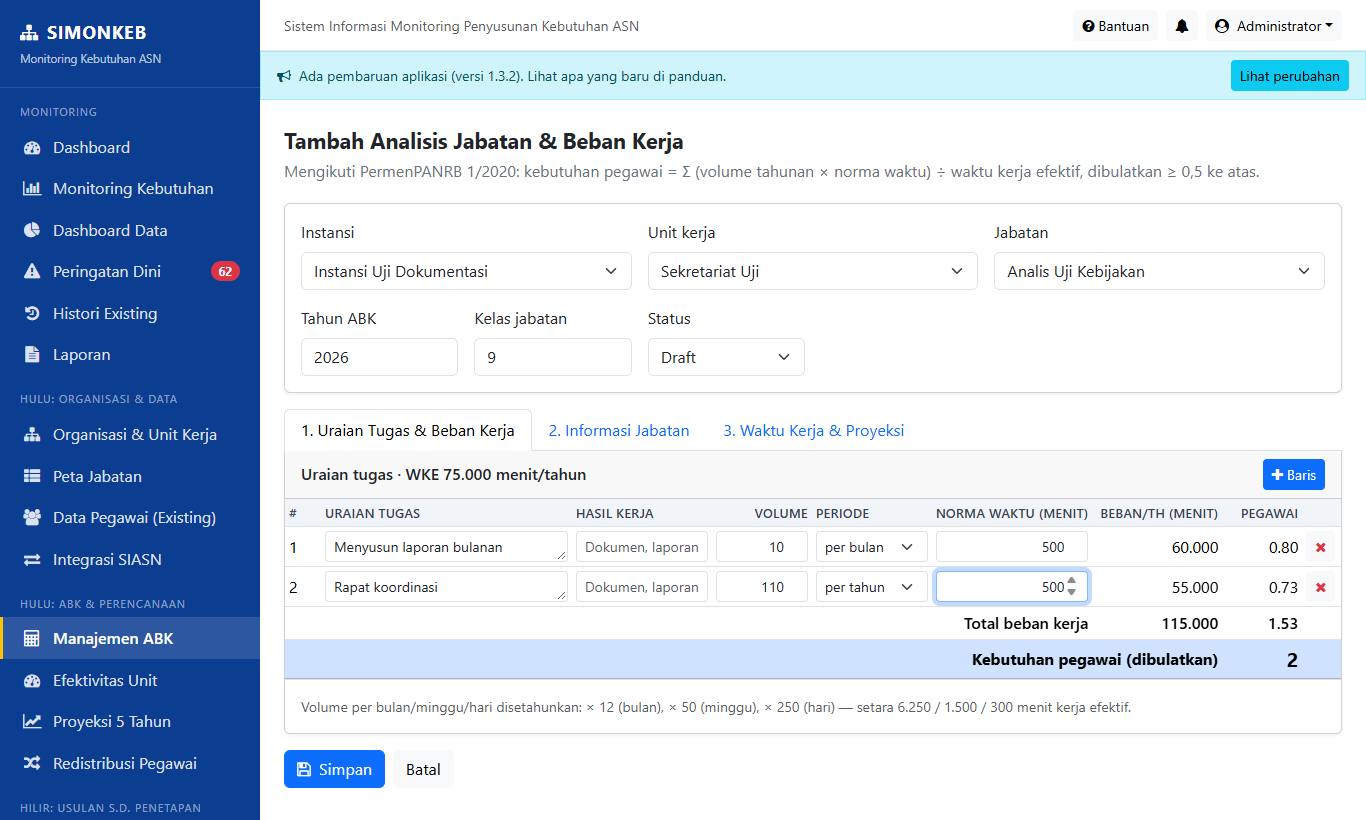 SIMONKEB
Monitoring Kebutuhan ASN
MONITORING
Dashboard
Monitoring Kebutuhan
Dashboard Data
Peringatan Dini 62
Histori Existing
Laporan
HULU: ORGANISASI & DATA
Organisasi & Unit Kerja
Peta Jabatan
Data Pegawai (Existing)
Integrasi SIASN
HULU: ABK & PERENCANAAN
Manajemen ABK
Efektivitas Unit
Proyeksi 5 Tahun
Redistribusi Pegawai
HILIR: USULAN S.D. PENETAPAN
Sistem Informasi Monitoring Penyusunan Kebutuhan ASN Bantuan Administrator
Ada pembaruan aplikasi (versi 1.3.2). Lihat apa yang baru di panduan. Lihat perubahan
Tambah Analisis Jabatan & Beban Kerja
Mengikuti PermenPANRB 1/2020: kebutuhan pegawai = Σ (volume tahunan × norma waktu) ÷ waktu kerja efektif, dibulatkan ≥ 0,5 ke atas.
Instansi Unit kerja Jabatan
Instansi Uji Dokumentasi Sekretariat Uji Analis Uji Kebijakan
Tahun ABK Kelas jabatan Status
2026 9 Draft
1. Uraian Tugas & Beban Kerja 2. Informasi Jabatan 3. Waktu Kerja & Proyeksi
Uraian tugas · WKE 75.000 menit/tahun Baris
# URAIAN TUGAS HASIL KERJA VOLUME PERIODE NORMA WAKTU (MENIT) BEBAN/TH (MENIT) PEGAWAI
1 Menyusun laporan bulanan Dokumen, laporan 10 per bulan 500 60.000 0.80
2 Rapat koordinasi Dokumen, laporan 110 per tahun 500 55.000 0.73
Total beban kerja 115.000 1.53
Kebutuhan pegawai (dibulatkan) 2
Volume per bulan/minggu/hari disetahunkan: × 12 (bulan), × 50 (minggu), × 250 (hari) — setara 6.250 / 1.500 / 300 menit kerja efektif.
Simpan Batal